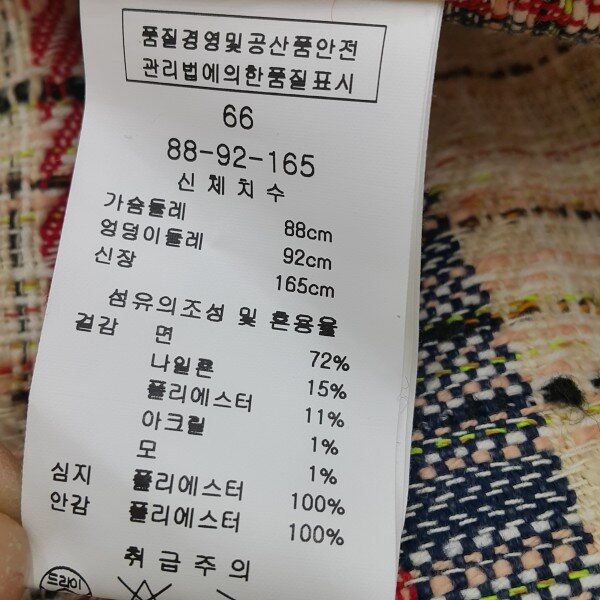 품질경영및공산품안전
관리법에의한품질표시
66
88-92-165
신체치수
가슴둘레 88cm
엉덩이둘레 92cm
신장 165cm
섬유의조성 및 혼용율
겉감 면 72%
나일론 15%
폴리에스터 11%
아크릴 1%
모 1%
심지 폴리에스터 100%
안감 폴리에스터 100%
취급주의
드라이